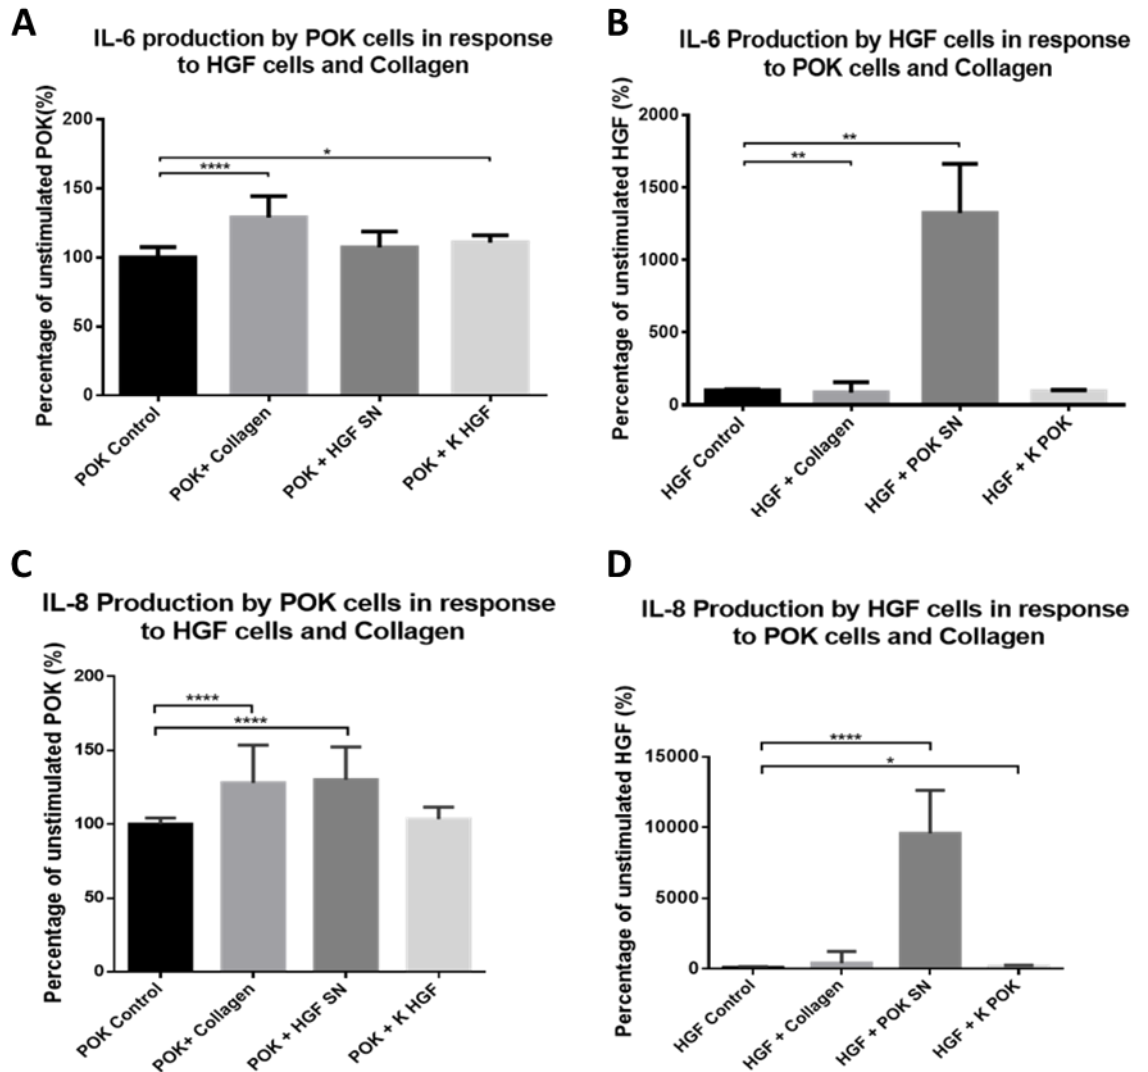 A
IL-6 production by POK cells in response
to HGF cells and Collagen
Percentage of unstimulated POK(%)
200
150
100
50
0
*
****
POK Control
POK+ Collagen
POK + HGF SN
POK + K HGF
B
IL-6 Production by HGF cells in response
to POK cells and Collagen
Percentage of unstimulated HGF (%)
2000
1500
1000
500
0
**
**
HGF Control
HGF + Collagen
HGF + POK SN
HGF + K POK
C
IL-8 Production by POK cells in response
to HGF cells and Collagen
Percentage of unstimulated POK (%)
200
150
100
50
0
****
****
POK Control
POK+ Collagen
POK + HGF SN
POK + K HGF
D
IL-8 Production by HGF cells in response
to POK cells and Collagen
Percentage of unstimulated HGF (%)
15000
10000
5000
0
****
*
HGF Control
HGF + Collagen
HGF + POK SN
HGF + K POK